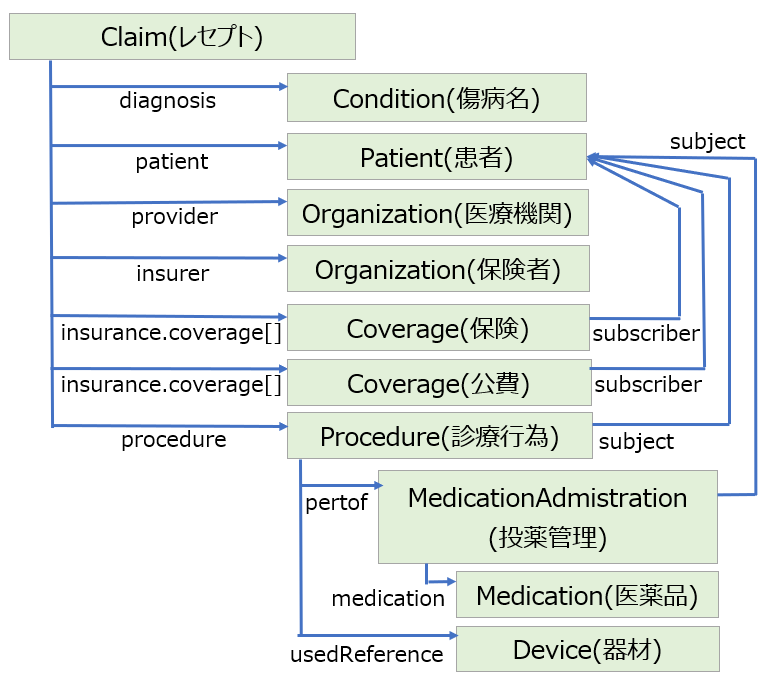 Claim(レセプト)
diagnosis
Condition(傷病名)
patient
Patient(患者)
subject
provider
Organization(医療機関)
insurer
Organization(保険者)
insurance.coverage[]
Coverage(保険)
subscriber
insurance.coverage[]
Coverage(公費)
subscriber
procedure
Procedure(診療行為)
subject
pertof
MedicationAdmistration
(投薬管理)
medication
Medication(医薬品)
usedReference
Device(器材)